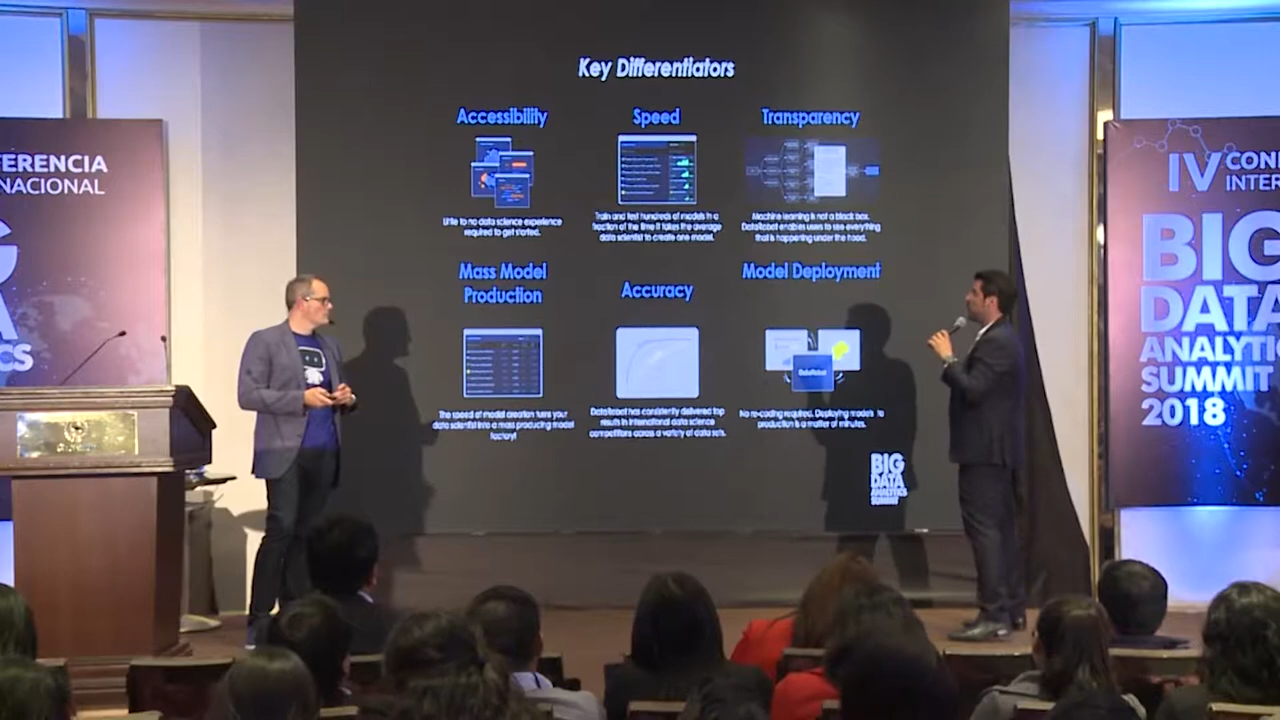 Key Differentiators
Accessibility
Little to no data science experience
required to get started.
Speed
Train and test hundreds of models in a
fraction of the time it takes the average
data scientist to create one model.
Transparency
Machine learning is not a black box.
DataRobot enables users to see everything
that is happening under the hood.
Mass Model
Production
The speed of model creation turns your
data scientist into a mass producing model
factory!
Accuracy
DataRobot has consistently delivered top
results in international data science
competitions across a variety of data sets.
Model Deployment
DataRobot
No re-coding required. Deploying models to
production is a matter of minutes.
BIG
DATA
ANALYTICS
SUMMIT
FERENCIA
NACIONAL
G
A
CS
IV CON
INTER
BIG
DATA
ANALYTIC
SUMMIT
2018